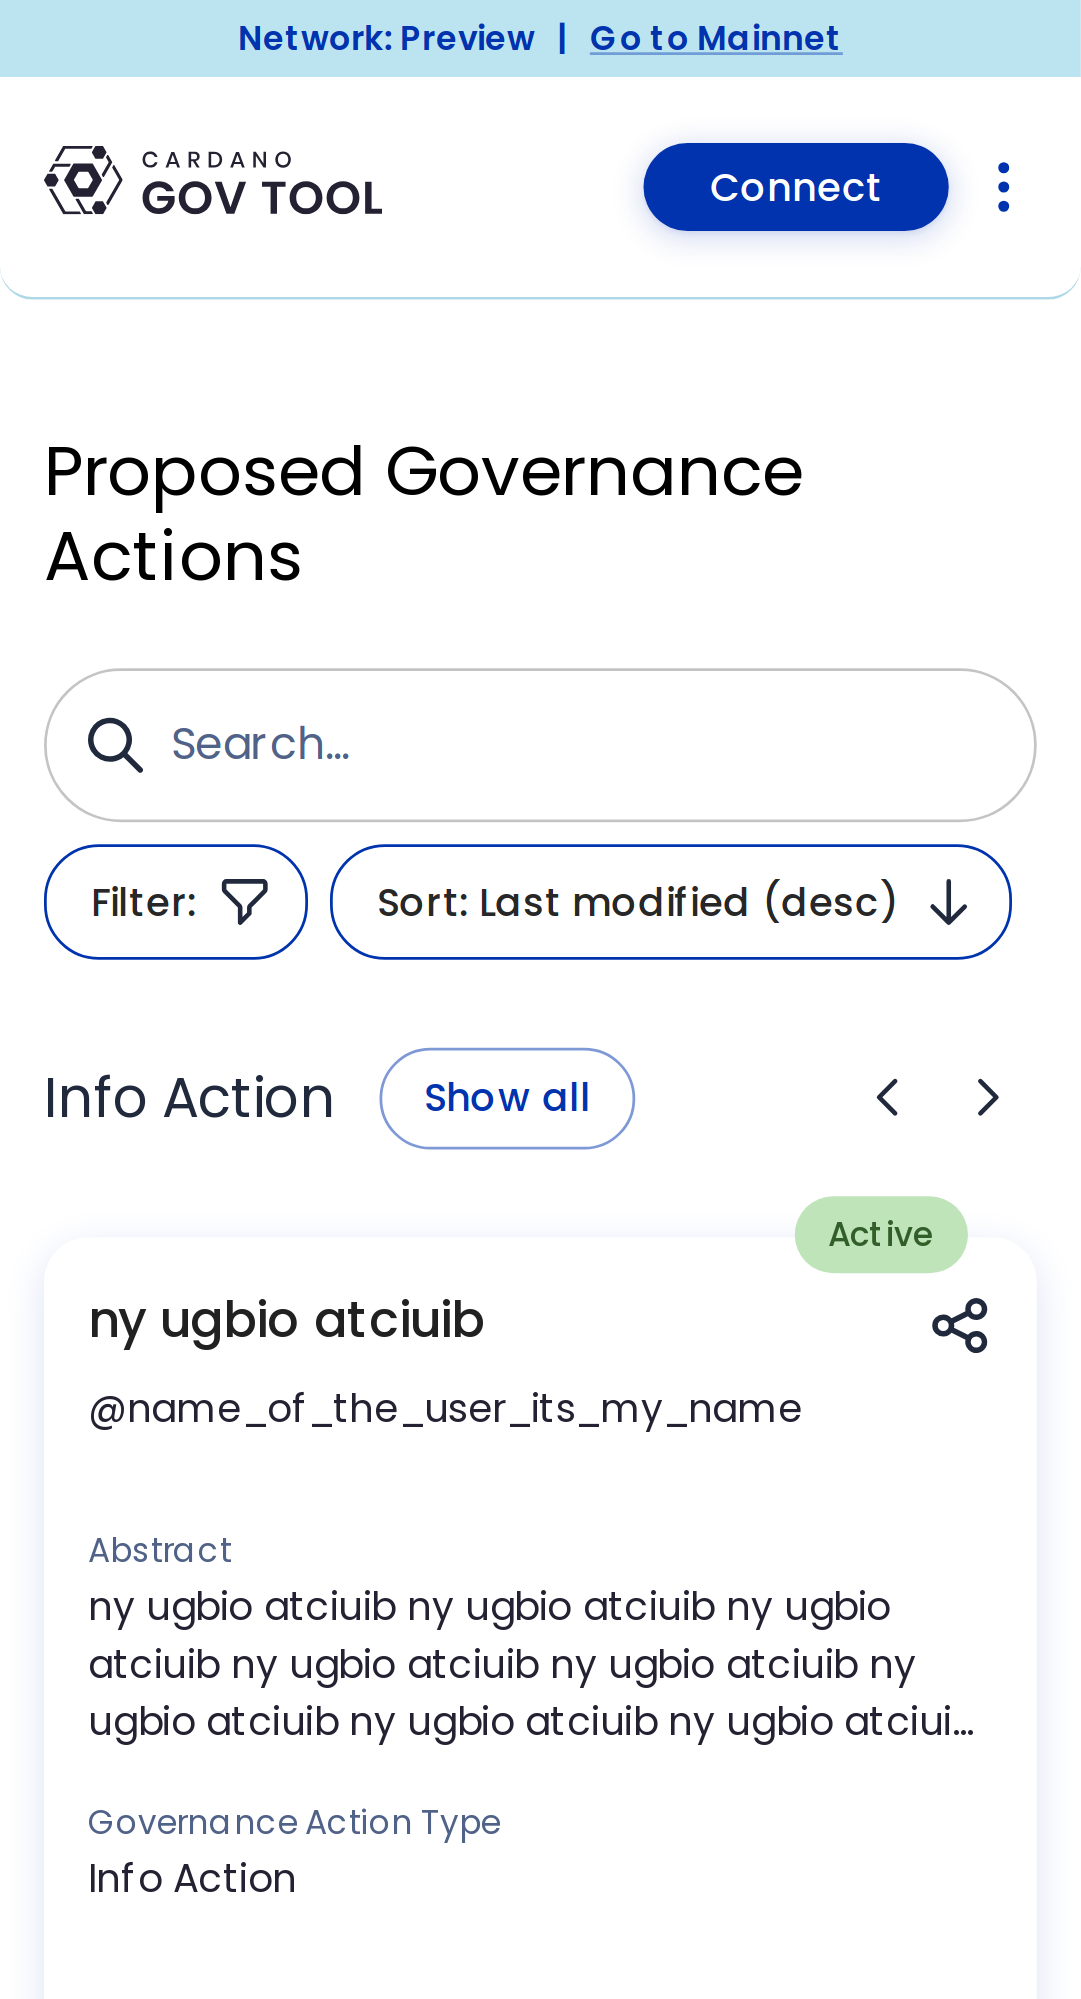 Network: Preview | Go to Mainnet
CARDANO
GOV TOOL
Connect
Proposed Governance
Actions
Search...
Filter:
Sort: Last modified (desc)
Info Action
Show all
Active
ny ugbio atciuib
@name_of_the_user_its_my_name
Abstract
ny ugbio atciuib ny ugbio atciuib ny ugbio
atciuib ny ugbio atciuib ny ugbio atciuib ny
ugbio atciuib ny ugbio atciuib ny ugbio atciui...
Governance Action Type
Info Action